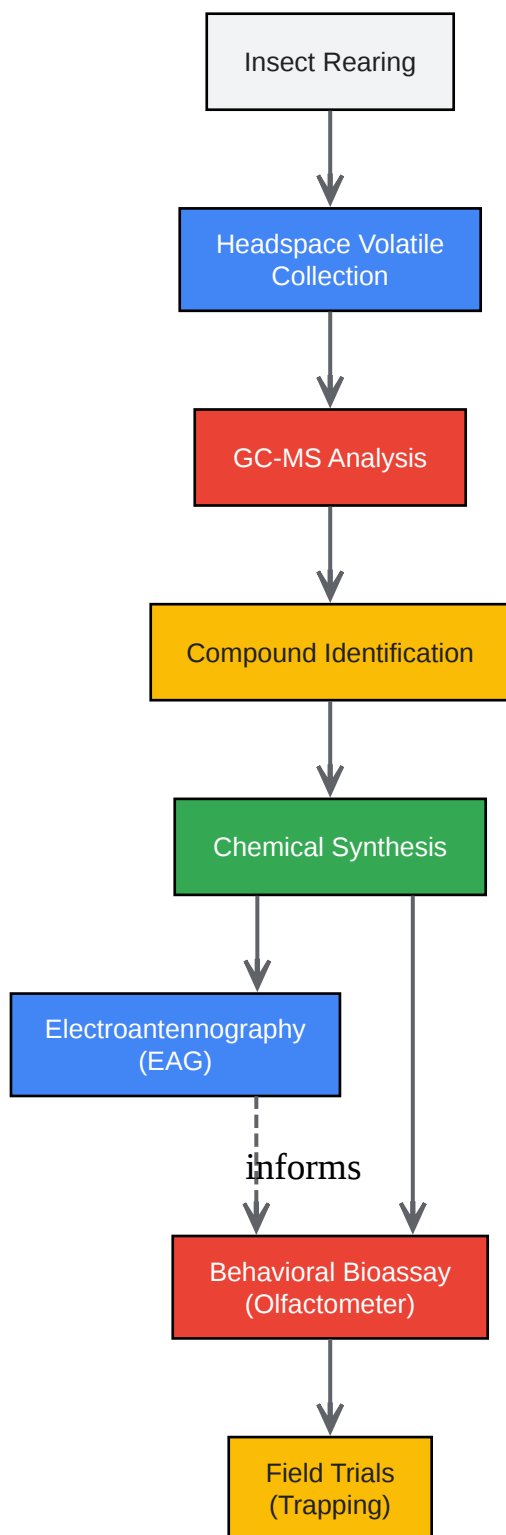 Insect Rearing
Headspace Volatile
Collection
GC-MS Analysis
Compound Identification
Chemical Synthesis
Electroantennography
(EAG)
informs
Behavioral Bioassay
(Olfactometer)
Field Trials
(Trapping)